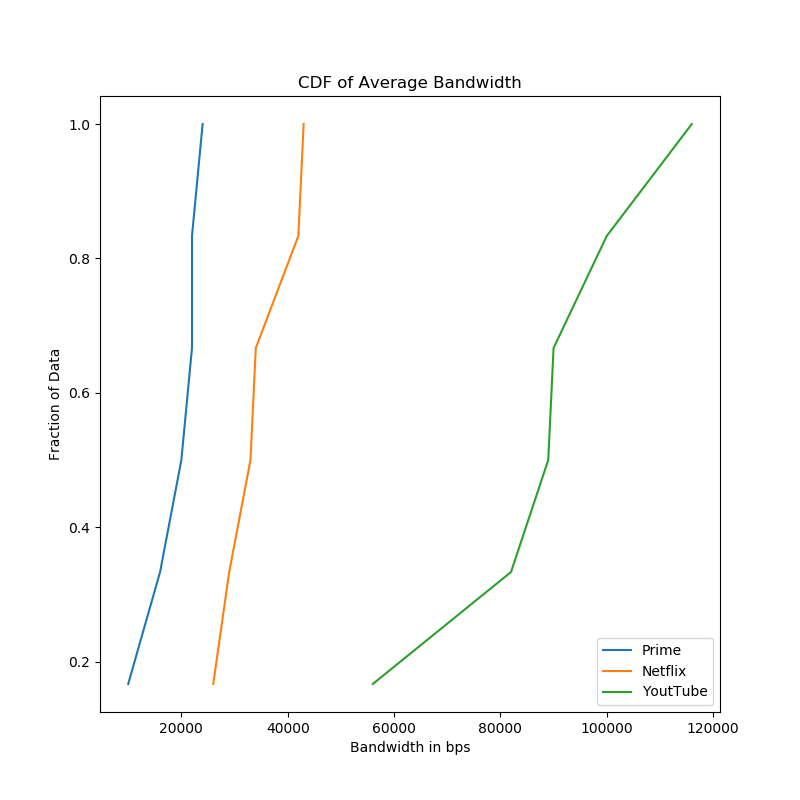 CDF of Average Bandwidth
1.0
0.8
0.6
0.4
0.2
Fraction of Data
20000 40000 60000 80000 100000 120000
Bandwidth in bps
Prime
Netflix
YoutTube